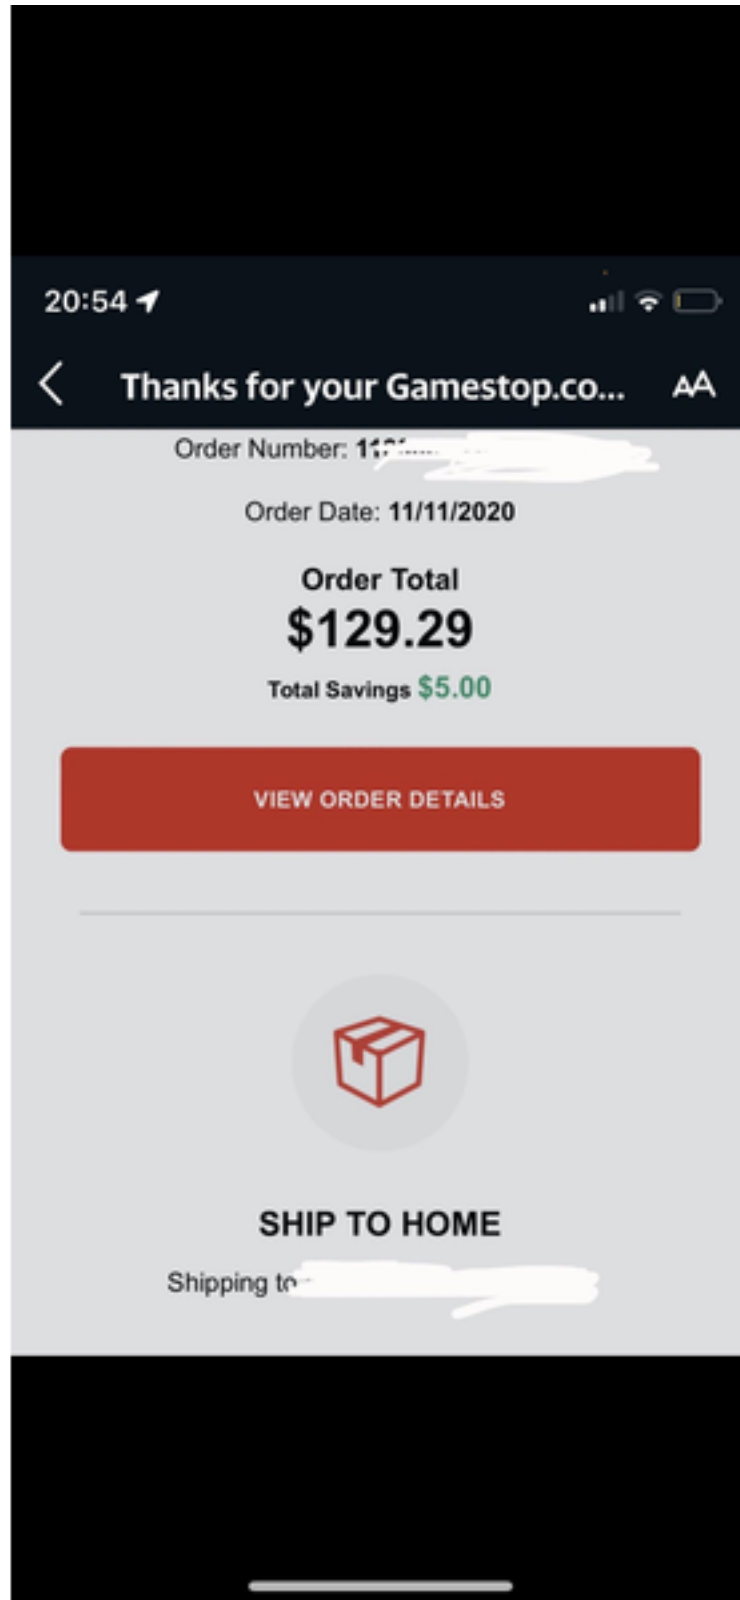 20:54
Thanks for your Gamestop.co...
AA
Order Number:
Order Date: 11/11/2020
Order Total
$129.29
Total Savings $5.00
VIEW ORDER DETAILS
SHIP TO HOME
Shipping to